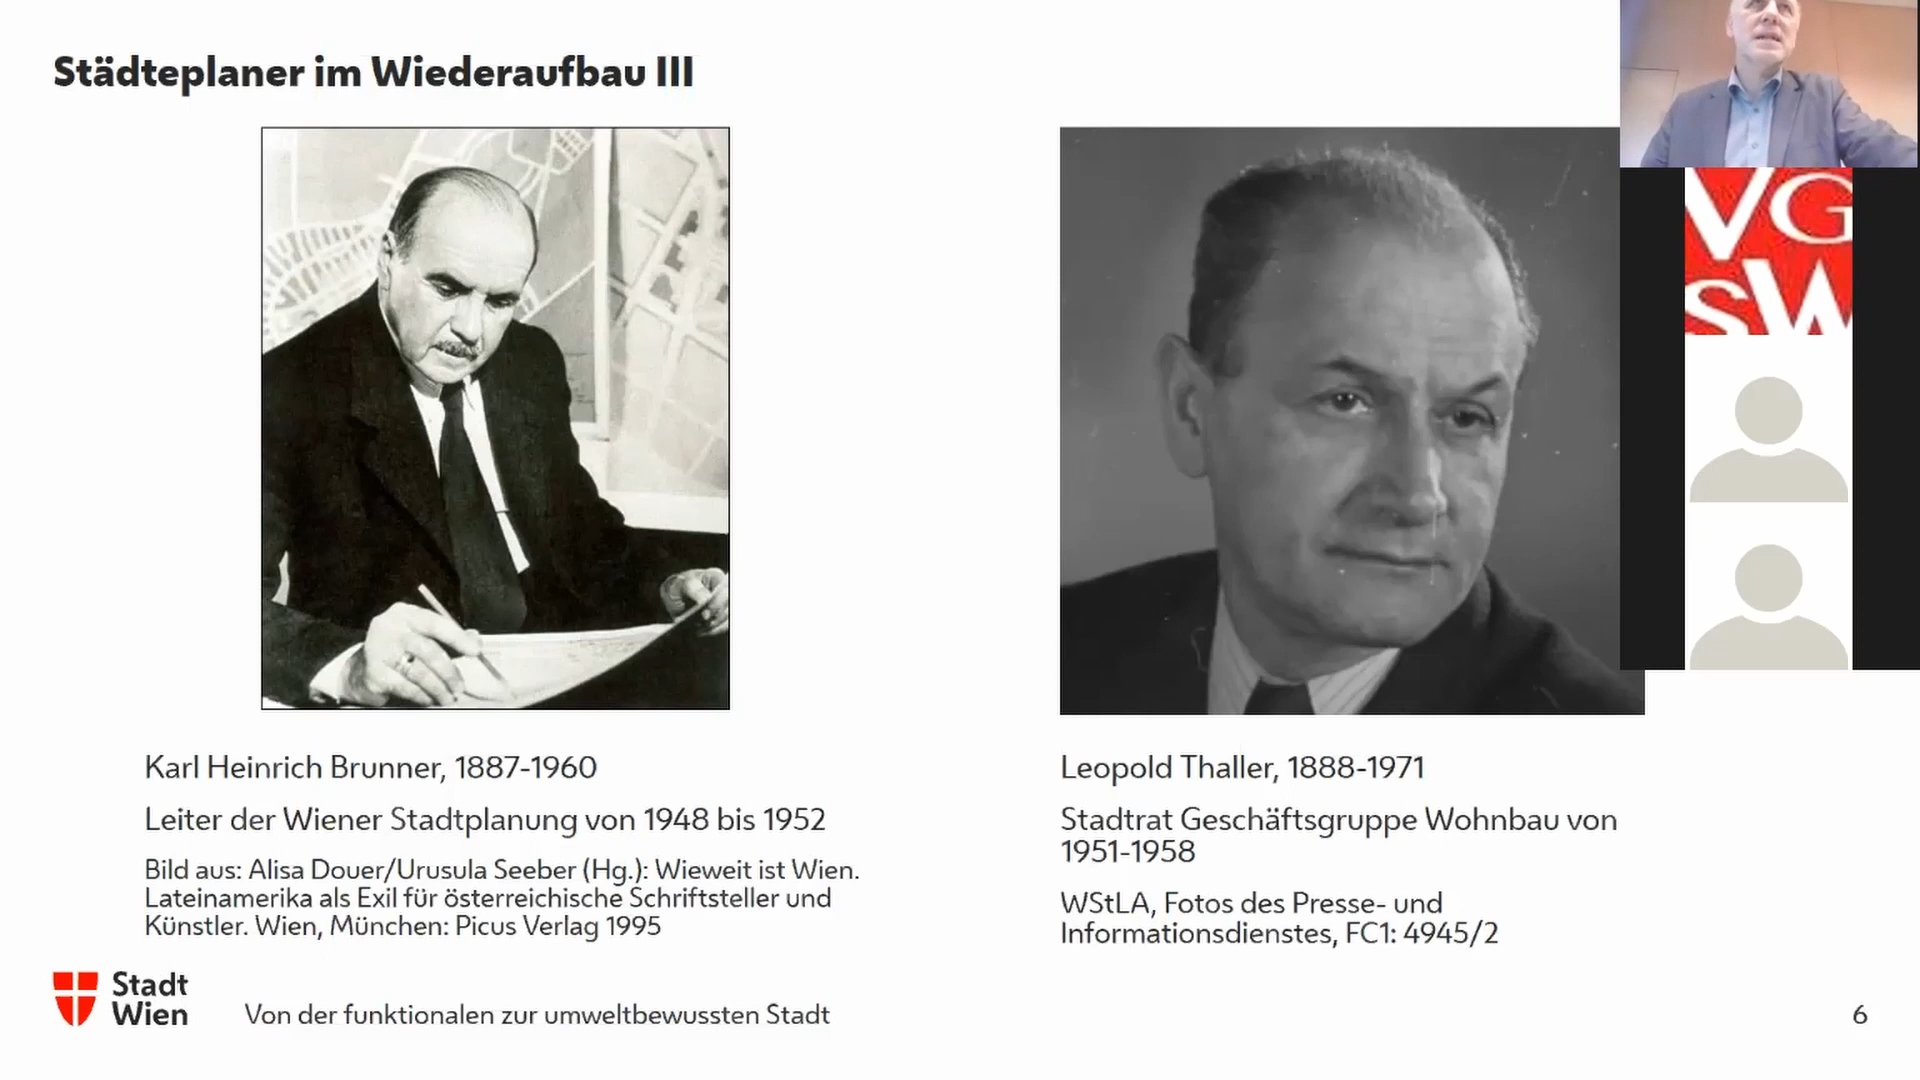 Städteplaner im Wiederaufbau III
VG
SW
Karl Heinrich Brunner, 1887-1960
Leiter der Wiener Stadtplanung von 1948 bis 1952
Bild aus: Alisa Douer/Urusula Seeber (Hg.): Wieweit ist Wien.
Lateinamerika als Exil für österreichische Schriftsteller und
Künstler. Wien, München: Picus Verlag 1995
Leopold Thaller, 1888-1971
Stadtrat Geschäftsgruppe Wohnbau von
1951-1958
WStLA, Fotos des Presse- und
Informationsdienstes, FC1: 4945/2
Stadt
Wien
Von der funktionalen zur umweltbewussten Stadt
6